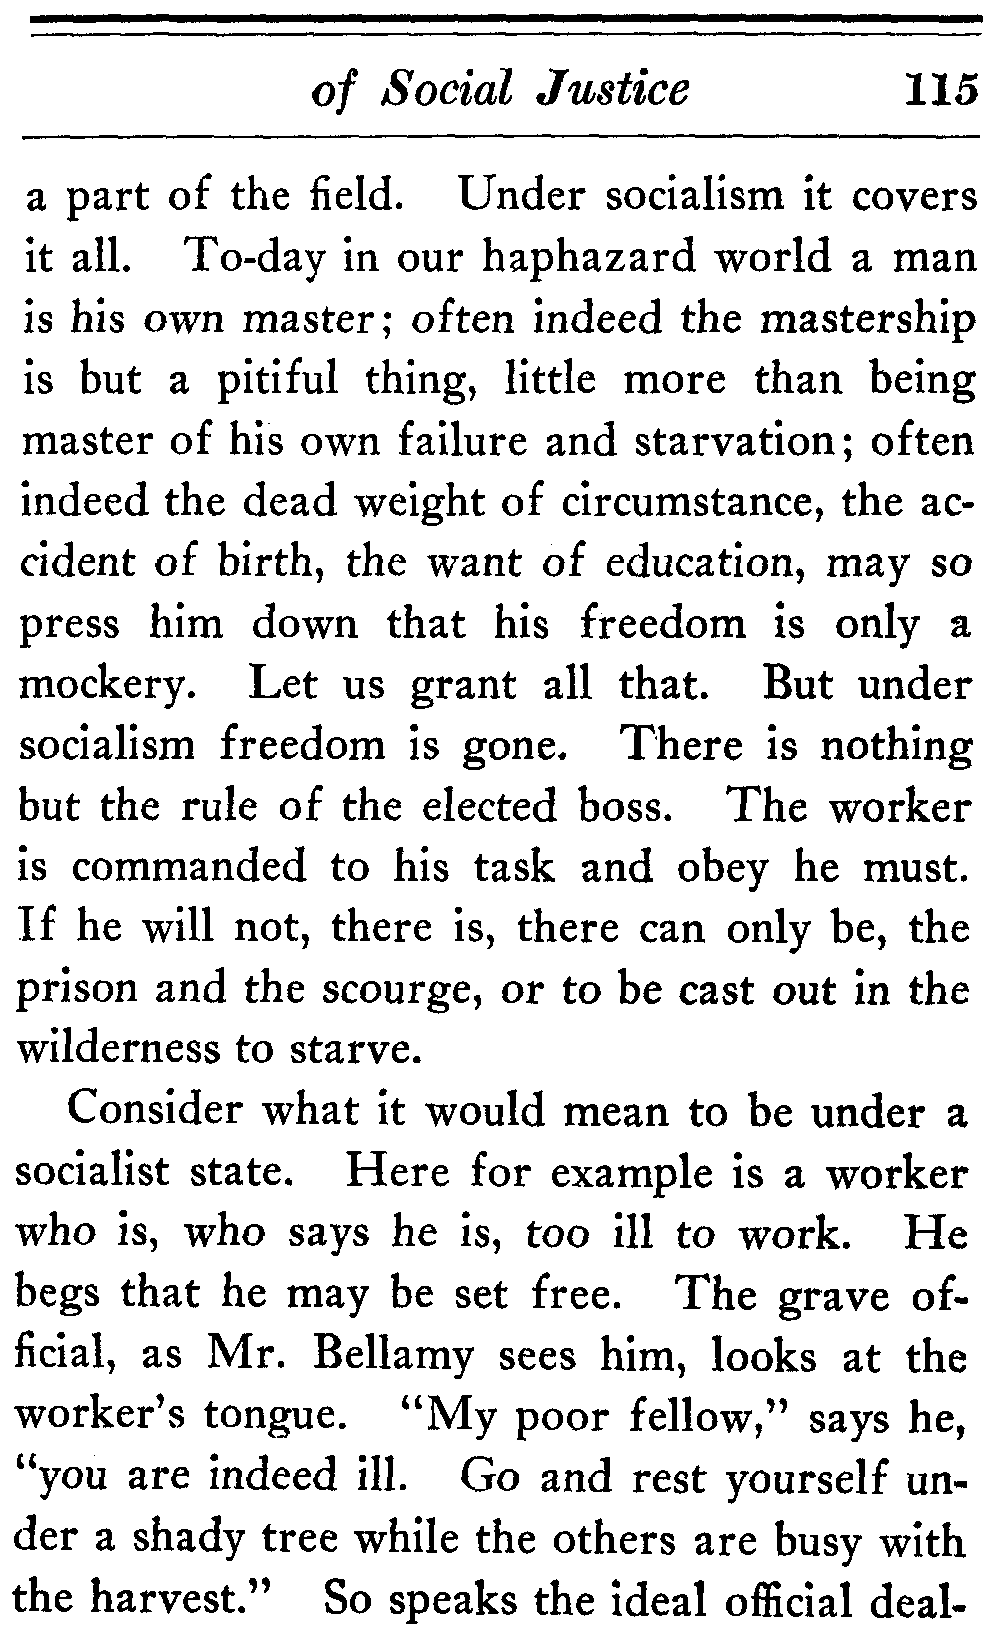 of Social Justice 115
a part of the field. Under socialism it covers
it all. To-day in our haphazard world a man
is his own master; often indeed the mastership
is but a pitiful thing, little more than being
master of his own failure and starvation; often
indeed the dead weight of circumstance, the ac-
cident of birth, the want of education, may so
press him down that his freedom is only a
mockery. Let us grant all that. But under
socialism freedom is gone. There is nothing
but the rule of the elected boss. The worker
is commanded to his task and obey he must.
If he will not, there is, there can only be, the
prison and the scourge, or to be cast out in the
wilderness to starve.
Consider what it would mean to be under a
socialist state. Here for example is a worker
who is, who says he is, too ill to work. He
begs that he may be set free. The grave of-
ficial, as Mr. Bellamy sees him, looks at the
worker's tongue. "My poor fellow," says he,
"you are indeed ill. Go and rest yourself un-
der a shady tree while the others are busy with
the harvest." So speaks the ideal official deal-